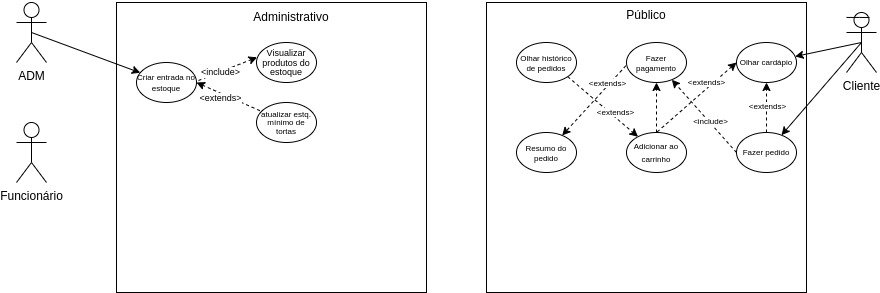 Administrativo
Público
ADM
Funcionário
Criar entrada no
estoque
<include>
Visualizar
produtos do
estoque
<extends>
atualizar estq.
mínimo de
tortas
Olhar histórico
de pedidos
Fazer
pagamento
Olhar cardápio
<extends>
<extends>
<extends>
<extends>
<include>
Resumo do
pedido
Adicionar ao
carrinho
Fazer pedido
Cliente